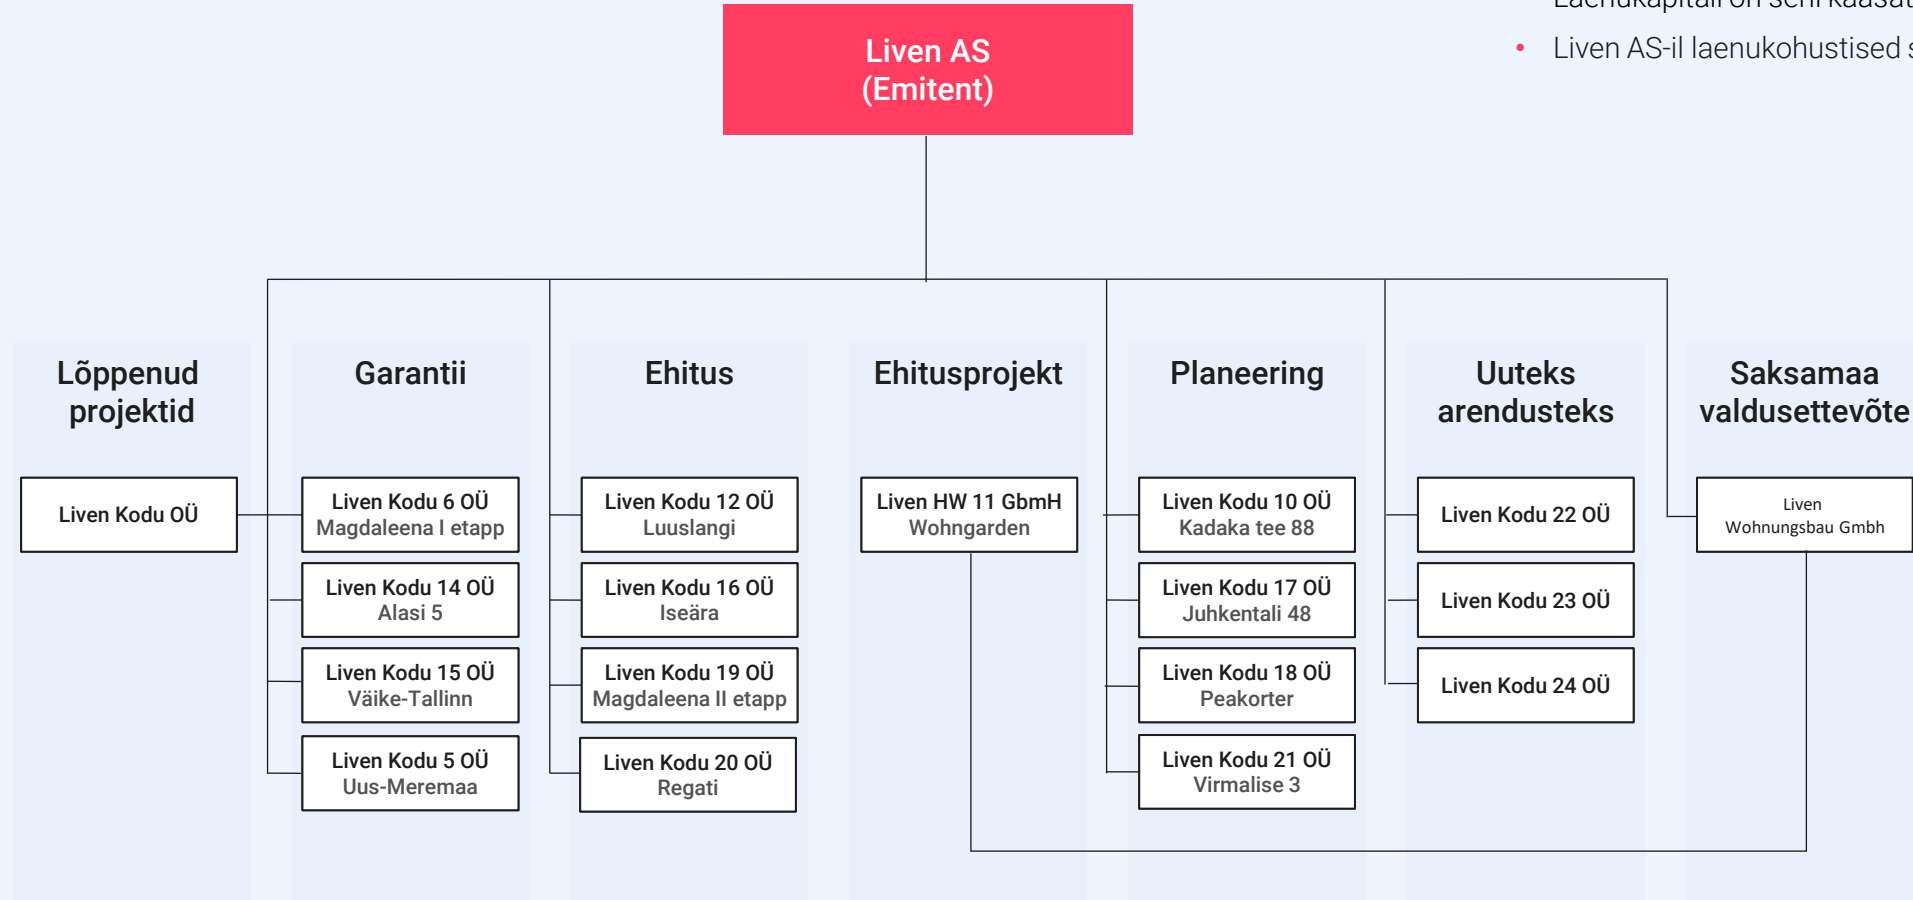 Laenukapitali on seni kaasat
• Liven AS-il laenukohustised s
Liven AS
(Emitent)
Lõppenud
projektid
Liven Kodu OÜ
Garantii
Liven Kodu 6 OÜ
Magdaleena I etapp
Liven Kodu 14 OÜ
Alasi 5
Liven Kodu 15 OÜ
Väike-Tallinn
Liven Kodu 5 OÜ
Uus-Meremaa
Ehitus
Liven Kodu 12 OÜ
Luuslangi
Liven Kodu 16 OÜ
Iseära
Liven Kodu 19 OÜ
Magdaleena II etapp
Liven Kodu 20 OÜ
Regati
Ehitusprojekt
Liven HW 11 GbmH
Wohngarden
Planeering
Liven Kodu 10 OÜ
Kadaka tee 88
Liven Kodu 17 OÜ
Juhkentali 48
Liven Kodu 18 OÜ
Peakorter
Liven Kodu 21 OÜ
Virmalise 3
Uuteks
arendusteks
Liven Kodu 22 OÜ
Liven Kodu 23 OÜ
Liven Kodu 24 OÜ
Saksamaa
valdusettevõte
Liven
Wohnungsbau Gmbh